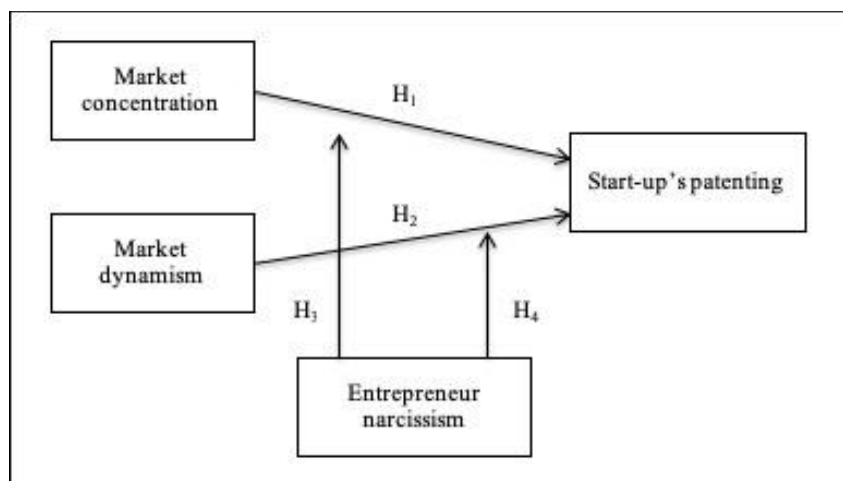 Market
concentration
H₁
Start-up's patenting
Market
dynamism
H₂
H₃
H₄
Entrepreneur
narcissism